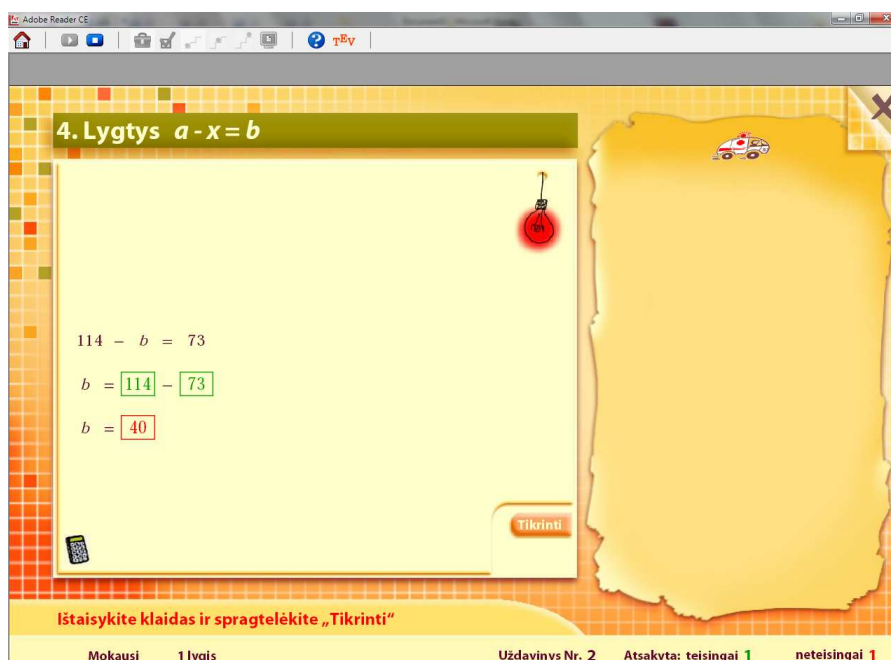 Adobe Reader CE
TEV
4. Lygtys a - x = b
114 – b = 73
b = 114 – 73
b = 40
Tikrinti
Ištaisykite klaidas ir spragtelėkite „Tikrinti“
Mokausi 1 lygis Uždavinys Nr. 2 Atsakyta: teisingai 1 neteisingai 1